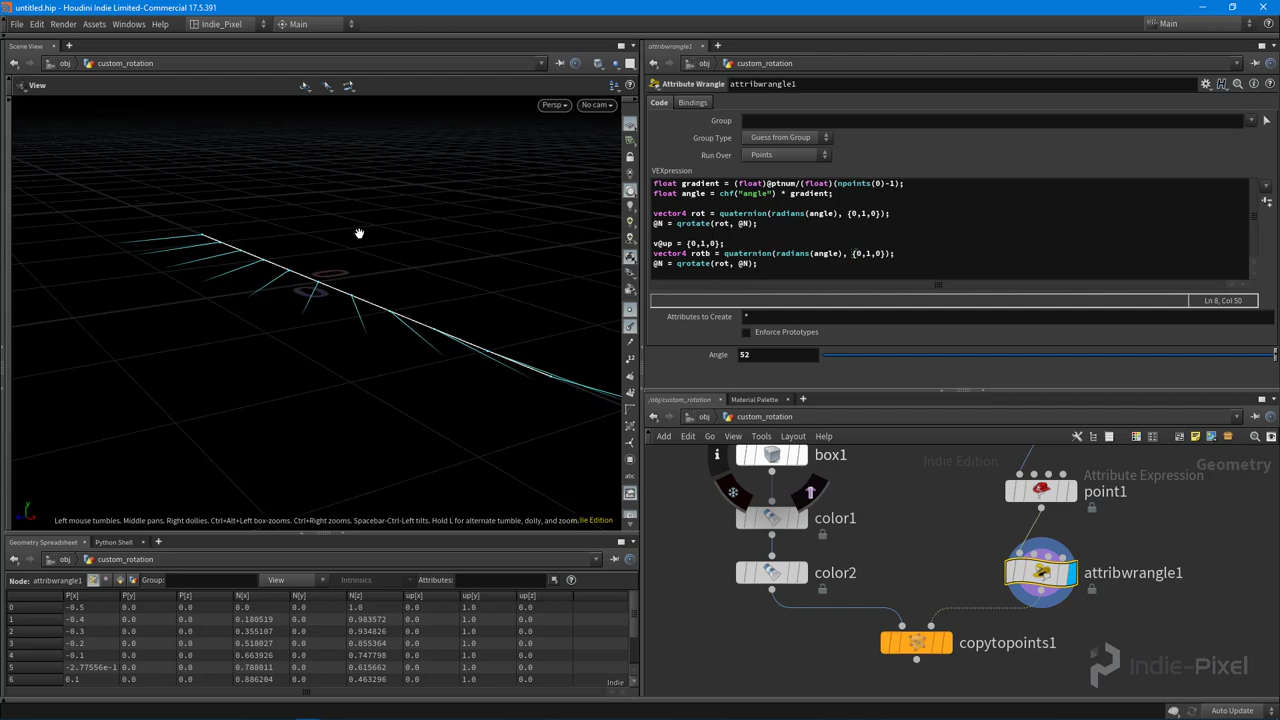 untitled.hip - Houdini Indie Limited-Commercial 17.5.391
File Edit Render Assets Windows Help Indie_Pixel Main Main
Scene View
obj custom_rotation
View
Persp No cam
Left mouse tumbles. Middle pans. Right dollies. Ctrl+Alt+Left box-zooms. Ctrl+Right zooms. Spacebar-Ctrl-Left tilts. Hold L for alternate tumble, dolly, and zoom.
Geometry Spreadsheet Python Shell
obj custom_rotation
Node: attribwrangle1 Group: View Intrinsics Attributes:
P[x] P[y] P[z] N[x] N[y] N[z] up[x] up[y] up[z]
0 -0.5 0.0 0.0 0.0 0.0 1.0 0.0 1.0 0.0
1 -0.4 0.0 0.0 0.180519 0.0 0.983572 0.0 1.0 0.0
2 -0.3 0.0 0.0 0.355107 0.0 0.934826 0.0 1.0 0.0
3 -0.2 0.0 0.0 0.518027 0.0 0.855364 0.0 1.0 0.0
4 -0.1 0.0 0.0 0.663926 0.0 0.747798 0.0 1.0 0.0
5 -2.77556e-1 0.0 0.0 0.788011 0.0 0.615662 0.0 1.0 0.0
6 0.1 0.0 0.0 0.886204 0.0 0.463296 0.0 1.0 0.0
Indie
attribwrangle1
obj custom_rotation
Attribute Wrangle attribwrangle1
Code Bindings
Group
Group Type Guess from Group
Run Over Points
VEXpression
float gradient = (float)@ptnum/(float)(npoints(0)-1);
float angle = chf("angle") * gradient;
vector4 rot = quaternion(radians(angle), {0,1,0});
@N = qrotate(rot, @N);
v@up = {0,1,0};
vector4 rotb = quaternion(radians(angle), {0,1,0});
@N = qrotate(rot, @N);
Ln 8, Col 50
Attributes to Create *
Enforce Prototypes
Angle 52
/obj/custom_rotation Material Palette
obj custom_rotation
Add Edit Go View Tools Layout Help
Indie Edition
Geometry
box1
color1
color2
Attribute Expression
point1
attribwrangle1
copytopoints1
Indie-Pixel
Auto Update